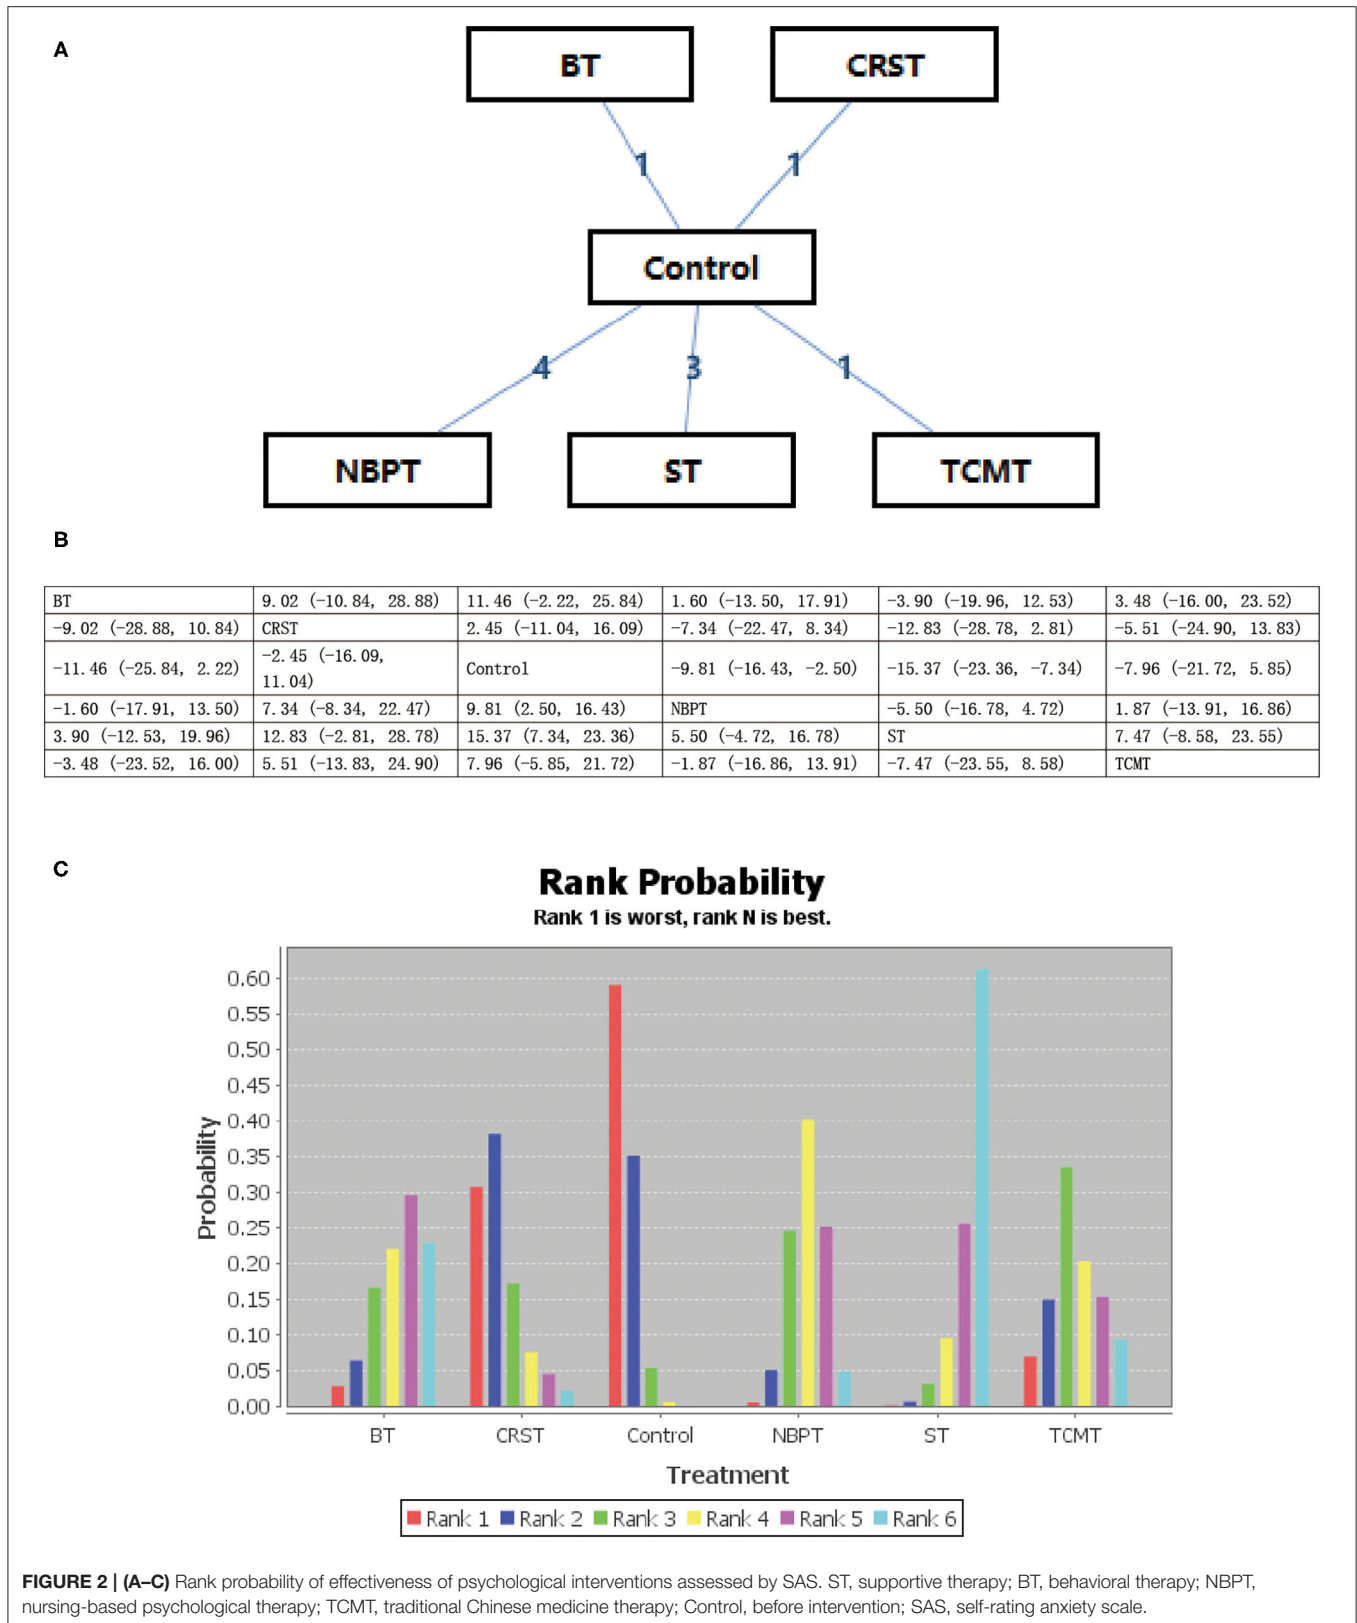 A
BT
CRST
1
1
Control
4
3
1
NBPT
ST
TCMT
B
BT 9.02 (-10.84, 28.88) 11.46 (-2.22, 25.84) 1.60 (-13.50, 17.91) -3.90 (-19.96, 12.53) 3.48 (-16.00, 23.52)
-9.02 (-28.88, 10.84) CRST 2.45 (-11.04, 16.09) -7.34 (-22.47, 8.34) -12.83 (-28.78, 2.81) -5.51 (-24.90, 13.83)
-11.46 (-25.84, 2.22) -2.45 (-16.09, 11.04) Control -9.81 (-16.43, -2.50) -15.37 (-23.36, -7.34) -7.96 (-21.72, 5.85)
-1.60 (-17.91, 13.50) 7.34 (-8.34, 22.47) 9.81 (2.50, 16.43) NBPT -5.50 (-16.78, 4.72) 1.87 (-13.91, 16.86)
3.90 (-12.53, 19.96) 12.83 (-2.81, 28.78) 15.37 (7.34, 23.36) 5.50 (-4.72, 16.78) ST 7.47 (-8.58, 23.55)
-3.48 (-23.52, 16.00) 5.51 (-13.83, 24.90) 7.96 (-5.85, 21.72) -1.87 (-16.86, 13.91) -7.47 (-23.55, 8.58) TCMT
C
Rank Probability
Rank 1 is worst, rank N is best.
Probability
0.60
0.55
0.50
0.45
0.40
0.35
0.30
0.25
0.20
0.15
0.10
0.05
0.00
BT CRST Control NBPT ST TCMT
Treatment
Rank 1 Rank 2 Rank 3 Rank 4 Rank 5 Rank 6
FIGURE 2 | (A–C) Rank probability of effectiveness of psychological interventions assessed by SAS. ST, supportive therapy; BT, behavioral therapy; NBPT,
nursing-based psychological therapy; TCMT, traditional Chinese medicine therapy; Control, before intervention; SAS, self-rating anxiety scale.